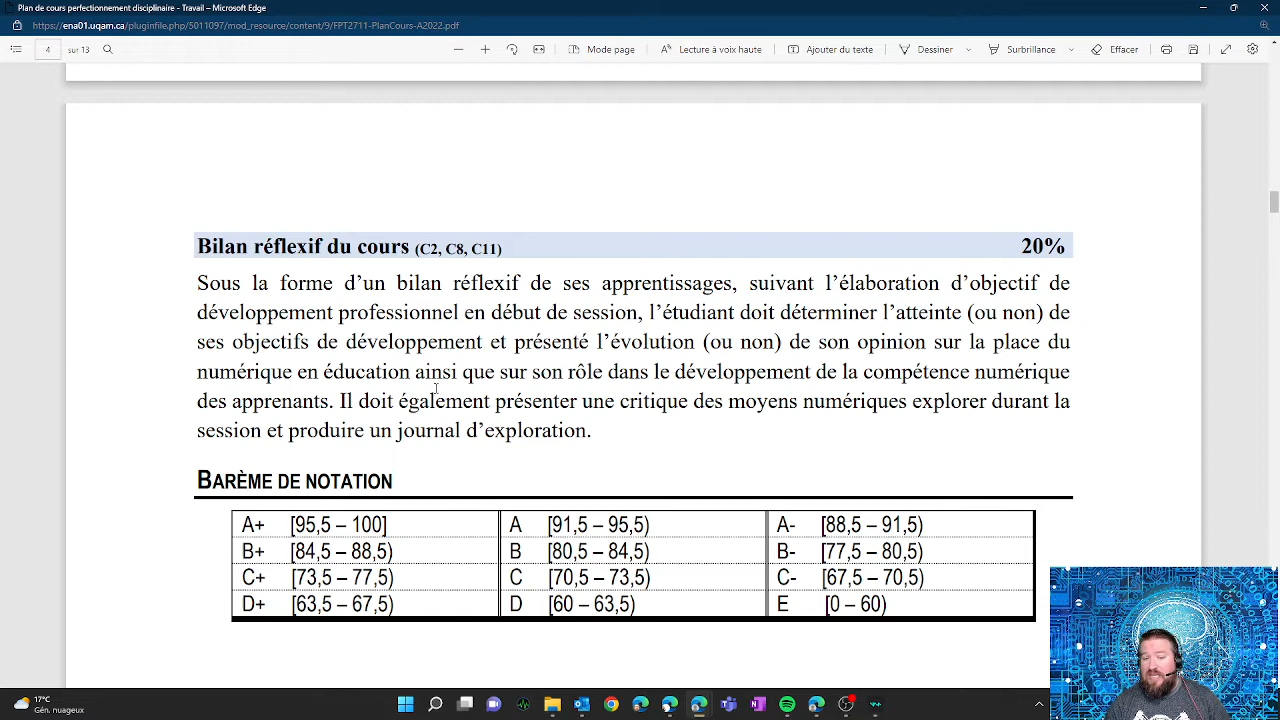 Plan de cours perfectionnement disciplinaire - Travail – Microsoft Edge
https://ena01.uqam.ca/pluginfile.php/5011097/mod_resource/content/9/FPT2711-PlanCours-A2022.pdf
4 sur 13 Mode page Lecture à voix haute Ajouter du texte Dessiner Surbrillance Effacer
Bilan réflexif du cours (C2, C8, C11) 20%
Sous la forme d’un bilan réflexif de ses apprentissages, suivant l’élaboration d’objectif de
développement professionnel en début de session, l’étudiant doit déterminer l’atteinte (ou non) de
ses objectifs de développement et présenté l’évolution (ou non) de son opinion sur la place du
numérique en éducation ainsi que sur son rôle dans le développement de la compétence numérique
des apprenants. Il doit également présenter une critique des moyens numériques explorer durant la
session et produire un journal d’exploration.
BARÈME DE NOTATION
A+ [95,5 – 100] A [91,5 – 95,5) A- [88,5 – 91,5)
B+ [84,5 – 88,5) B [80,5 – 84,5) B- [77,5 – 80,5)
C+ [73,5 – 77,5) C [70,5 – 73,5) C- [67,5 – 70,5)
D+ [63,5 – 67,5) D [60 – 63,5) E [0 – 60)
17°C
Gén. nuageux